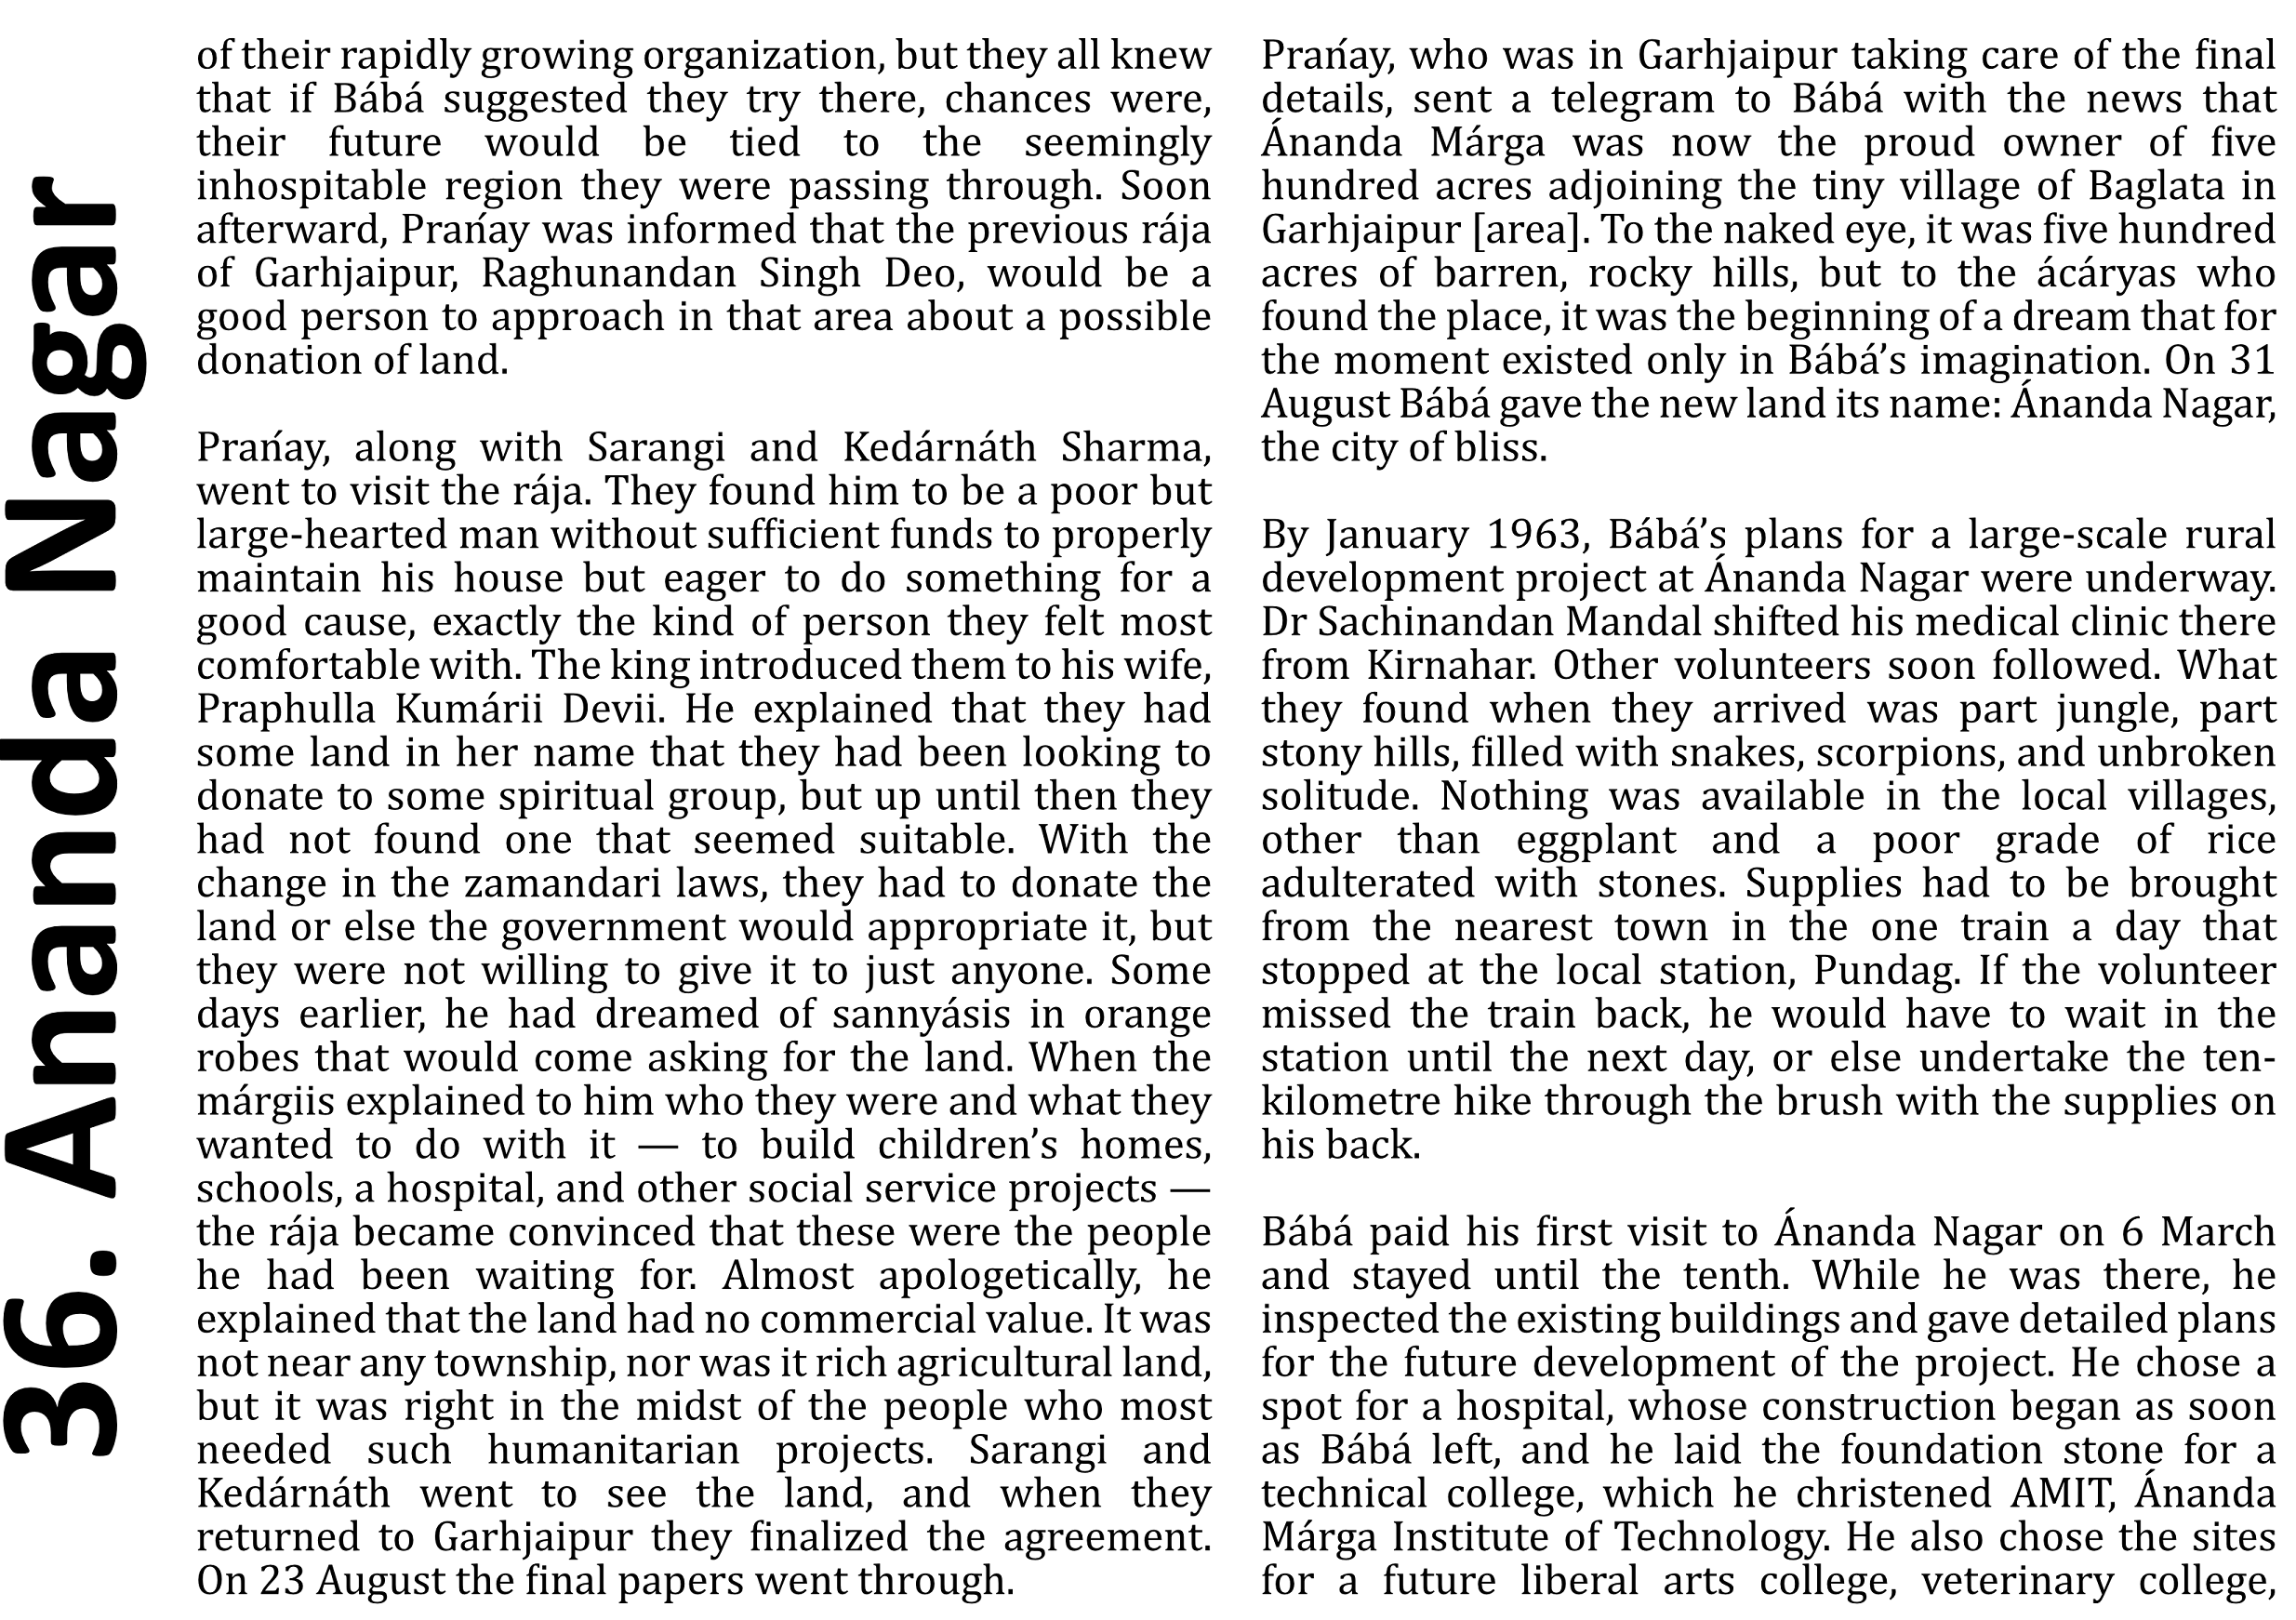 36. Ananda Nagar
of their rapidly growing organization, but they all knew
that if Bábá suggested they try there, chances were,
their future would be tied to the seemingly
inhospitable region they were passing through. Soon
afterward, Prańay was informed that the previous rája
of Garhjaipur, Raghunandan Singh Deo, would be a
good person to approach in that area about a possible
donation of land.
Prańay, along with Sarangi and Kedárnáth Sharma,
went to visit the rája. They found him to be a poor but
large-hearted man without sufficient funds to properly
maintain his house but eager to do something for a
good cause, exactly the kind of person they felt most
comfortable with. The king introduced them to his wife,
Praphulla Kumárii Devii. He explained that they had
some land in her name that they had been looking to
donate to some spiritual group, but up until then they
had not found one that seemed suitable. With the
change in the zamandari laws, they had to donate the
land or else the government would appropriate it, but
they were not willing to give it to just anyone. Some
days earlier, he had dreamed of sannyásis in orange
robes that would come asking for the land. When the
márgiis explained to him who they were and what they
wanted to do with it — to build children’s homes,
schools, a hospital, and other social service projects —
the rája became convinced that these were the people
he had been waiting for. Almost apologetically, he
explained that the land had no commercial value. It was
not near any township, nor was it rich agricultural land,
but it was right in the midst of the people who most
needed such humanitarian projects. Sarangi and
Kedárnáth went to see the land, and when they
returned to Garhjaipur they finalized the agreement.
On 23 August the final papers went through.
Prańay, who was in Garhjaipur taking care of the final
details, sent a telegram to Bábá with the news that
Ánanda Márga was now the proud owner of five
hundred acres adjoining the tiny village of Baglata in
Garhjaipur [area]. To the naked eye, it was five hundred
acres of barren, rocky hills, but to the ácáryas who
found the place, it was the beginning of a dream that for
the moment existed only in Bábá’s imagination. On 31
August Bábá gave the new land its name: Ánanda Nagar,
the city of bliss.
By January 1963, Bábá’s plans for a large-scale rural
development project at Ánanda Nagar were underway.
Dr Sachinandan Mandal shifted his medical clinic there
from Kirnahar. Other volunteers soon followed. What
they found when they arrived was part jungle, part
stony hills, filled with snakes, scorpions, and unbroken
solitude. Nothing was available in the local villages,
other than eggplant and a poor grade of rice
adulterated with stones. Supplies had to be brought
from the nearest town in the one train a day that
stopped at the local station, Pundag. If the volunteer
missed the train back, he would have to wait in the
station until the next day, or else undertake the ten-
kilometre hike through the brush with the supplies on
his back.
Bábá paid his first visit to Ánanda Nagar on 6 March
and stayed until the tenth. While he was there, he
inspected the existing buildings and gave detailed plans
for the future development of the project. He chose a
spot for a hospital, whose construction began as soon
as Bábá left, and he laid the foundation stone for a
technical college, which he christened AMIT, Ánanda
Márga Institute of Technology. He also chose the sites
for a future liberal arts college, veterinary college,